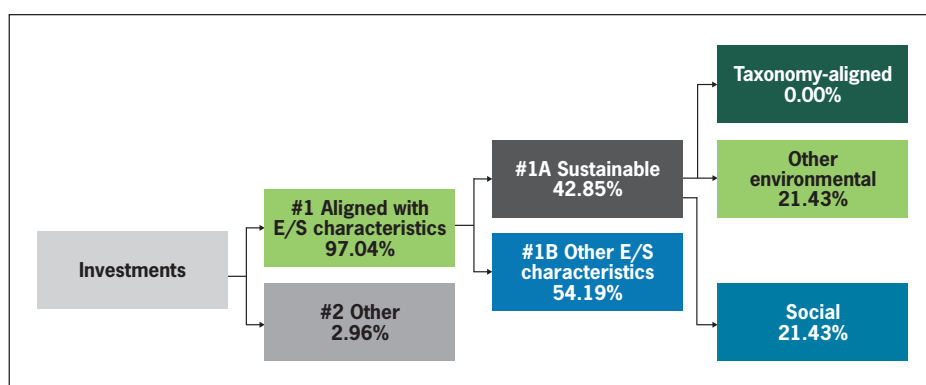 Investments
#1 Aligned with
E/S characteristics
97.04%
#2 Other
2.96%
#1A Sustainable
42.85%
#1B Other E/S
characteristics
54.19%
Taxonomy-aligned
0.00%
Other
environmental
21.43%
Social
21.43%